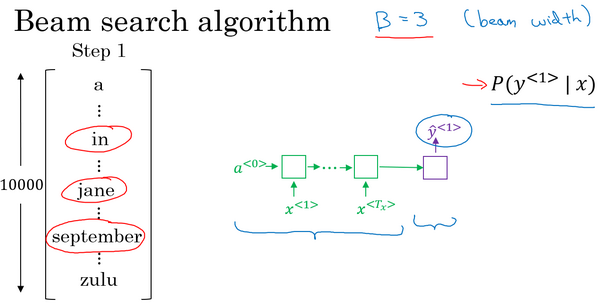 Beam search algorithm
B = 3 (beam width)
Step 1
a
⋮
in
⋮
jane
⋮
september
⋮
zulu
10000
P(y<1> | x)
ŷ<1>
a<0>
...
x<1> x<Tx>